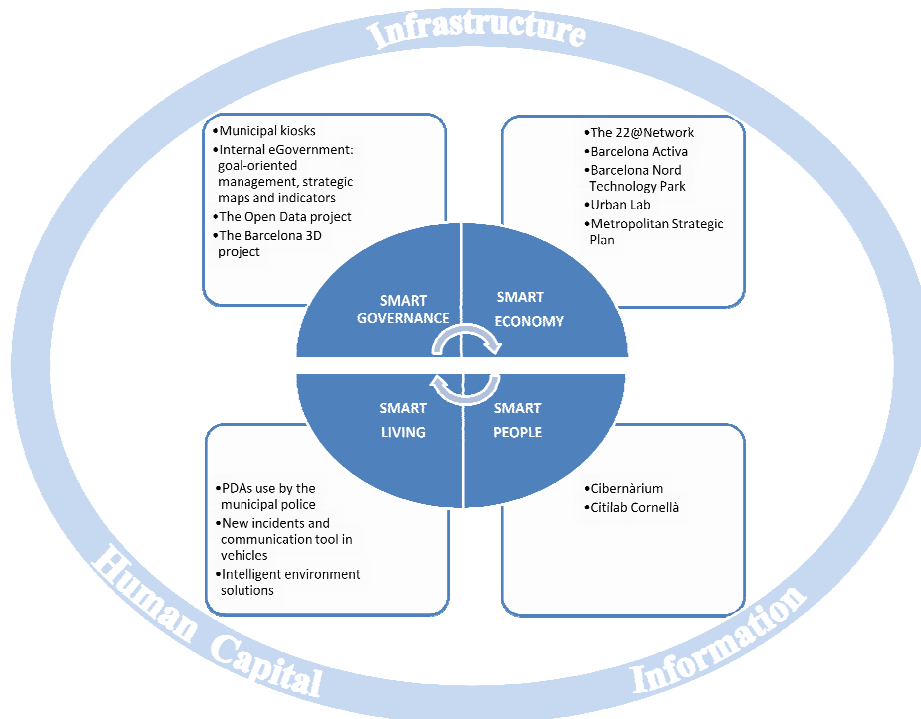 Infrastructure
•Municipal kiosks
•Internal eGovernment:
goal-oriented
management, strategic
maps and indicators
•The Open Data project
•The Barcelona 3D
project
•The 22@Network
•Barcelona Activa
•Barcelona Nord
Technology Park
•Urban Lab
•Metropolitan Strategic
Plan
SMART
GOVERNANCE
SMART
ECONOMY
SMART
LIVING
SMART
PEOPLE
•PDAs use by the
municipal police
•New incidents and
communication tool in
vehicles
•Intelligent environment
solutions
•Cibernàrium
•Citilab Cornellà
Human Capital
Information